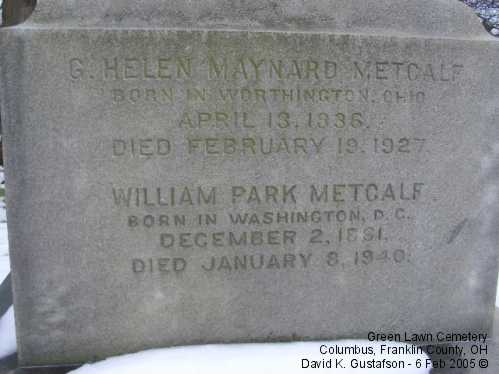 G. HELEN MAYNARD METCALF
BORN IN WORTHINGTON, OHIO
APRIL 13, 1836.
DIED FEBRUARY 19, 1927.
WILLIAM PARK METCALF
BORN IN WASHINGTON, D. C.
DECEMBER 2, 1861.
DIED JANUARY 8, 1940.
Green Lawn Cemetery
Columbus, Franklin County, OH
David K. Gustafson - 6 Feb 2005 ©